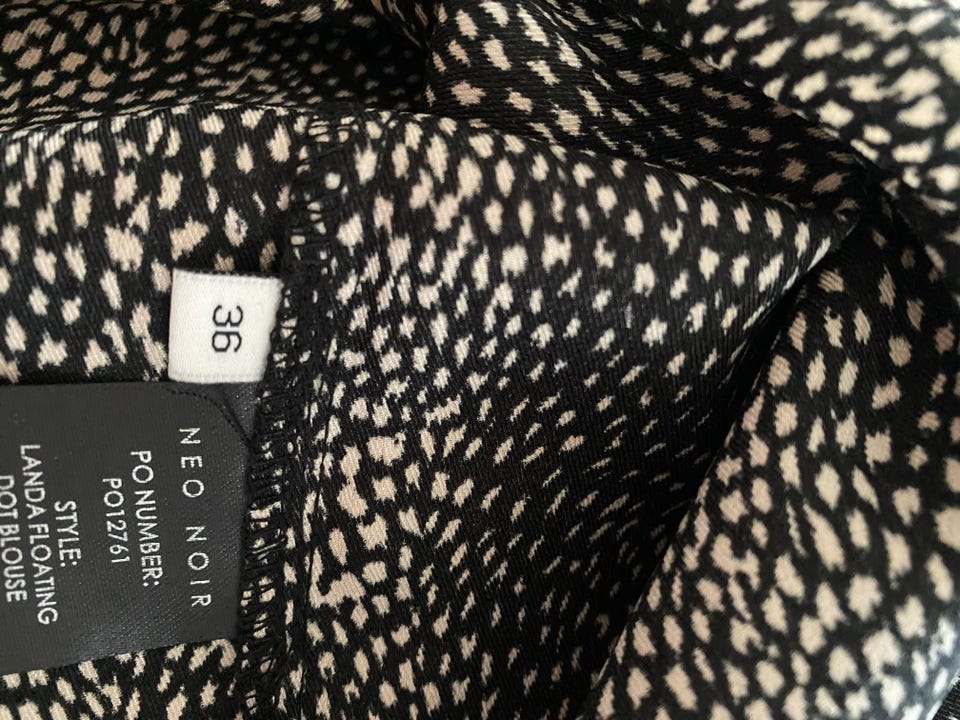 36
NEO NOIR
PO NUMBER:
PO12761
STYLE:
LANDA FLOATING
DOT BLOUSE